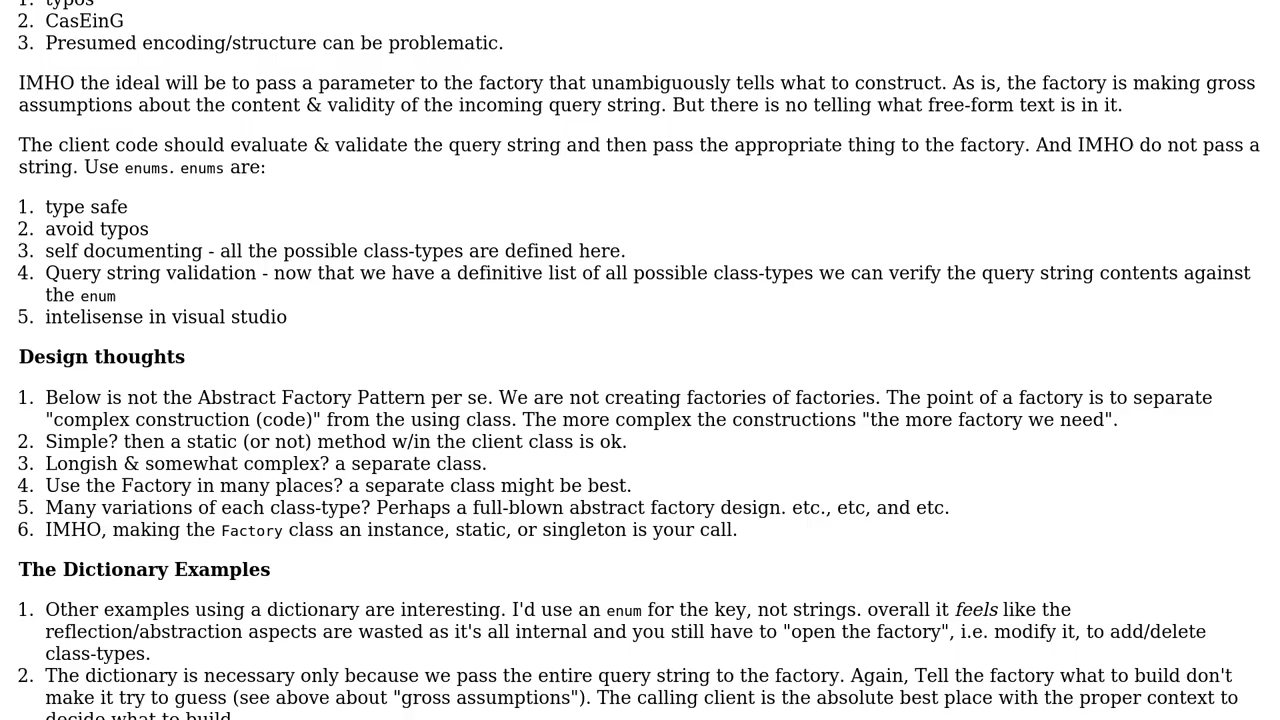 1. typos
2. CasEinG
3. Presumed encoding/structure can be problematic.
IMHO the ideal will be to pass a parameter to the factory that unambiguously tells what to construct. As is, the factory is making gross
assumptions about the content & validity of the incoming query string. But there is no telling what free-form text is in it.
The client code should evaluate & validate the query string and then pass the appropriate thing to the factory. And IMHO do not pass a
string. Use enums. enums are:
1. type safe
2. avoid typos
3. self documenting - all the possible class-types are defined here.
4. Query string validation - now that we have a definitive list of all possible class-types we can verify the query string contents against
the enum
5. intelisense in visual studio
Design thoughts
1. Below is not the Abstract Factory Pattern per se. We are not creating factories of factories. The point of a factory is to separate
"complex construction (code)" from the using class. The more complex the constructions "the more factory we need".
2. Simple? then a static (or not) method w/in the client class is ok.
3. Longish & somewhat complex? a separate class.
4. Use the Factory in many places? a separate class might be best.
5. Many variations of each class-type? Perhaps a full-blown abstract factory design. etc., etc, and etc.
6. IMHO, making the Factory class an instance, static, or singleton is your call.
The Dictionary Examples
1. Other examples using a dictionary are interesting. I'd use an enum for the key, not strings. overall it feels like the
reflection/abstraction aspects are wasted as it's all internal and you still have to "open the factory", i.e. modify it, to add/delete
class-types.
2. The dictionary is necessary only because we pass the entire query string to the factory. Again, Tell the factory what to build don't
make it try to guess (see above about "gross assumptions"). The calling client is the absolute best place with the proper context to
decide what to build.